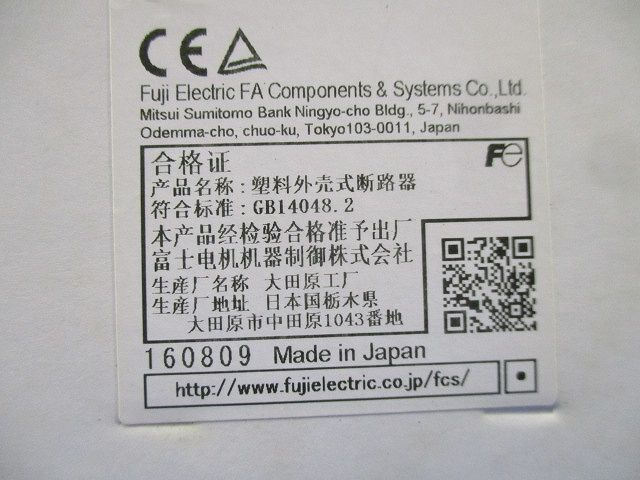 CE
Fuji Electric FA Components & Systems Co.,Ltd.
Mitsui Sumitomo Bank Ningyo-cho Bldg., 5-7, Nihonbashi
Odemma-cho, chuo-ku, Tokyo103-0011, Japan
合格证
Fe
产品名称:塑料外壳式断路器
符合标准:GB14048.2
本产品经检验合格准予出厂
富士电机机器制御株式会社
生産厂名称 大田原工厂
生産厂地址 日本国栃木県
大田原市中田原1043番地
160809 Made in Japan
http://www.fujielectric.co.jp/fcs/